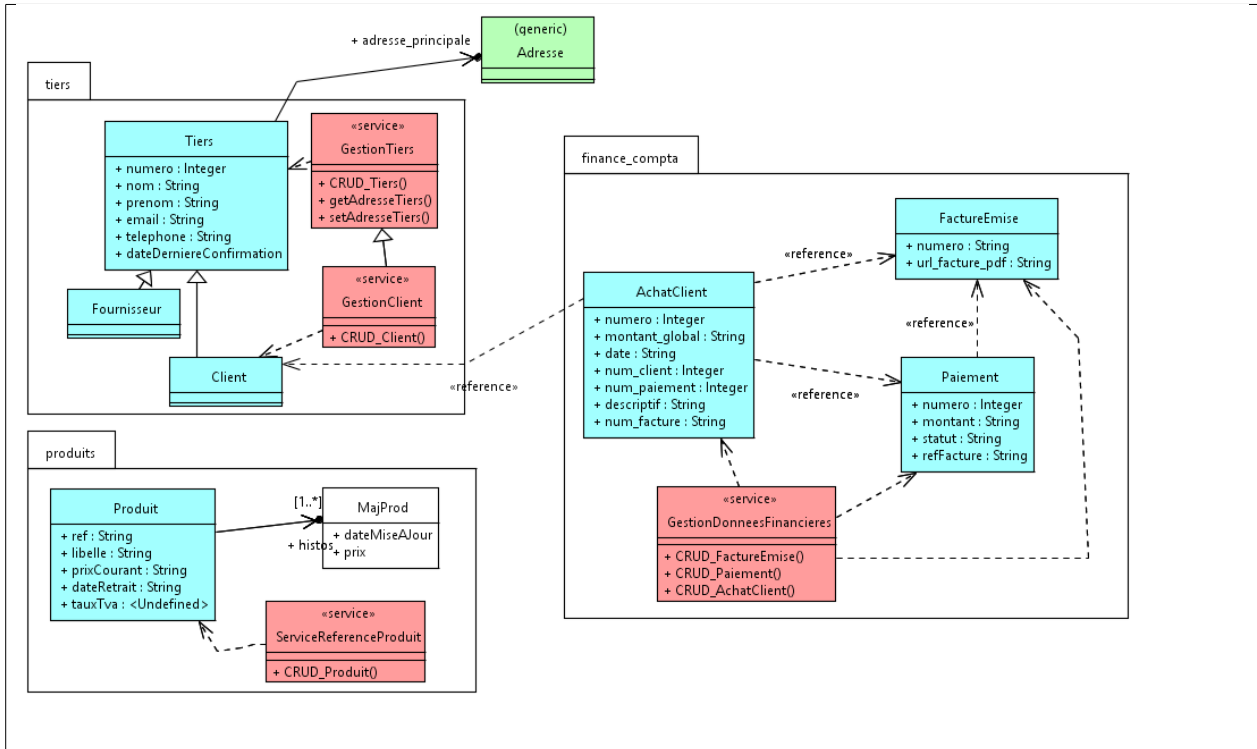 (generic)
Adresse
+ adresse_principale
tiers
Tiers
+ numero : Integer
+ nom : String
+ prenom : String
+ email : String
+ telephone : String
+ dateDerniereConfirmation
«service»
GestionTiers
+ CRUD_Tiers()
+ getAdresseTiers()
+ setAdresseTiers()
«service»
GestionClient
+ CRUD_Client()
Fournisseur
Client
«reference»
finance_compta
FactureEmise
+ numero : String
+ url_facture_pdf : String
«reference»
AchatClient
+ numero : Integer
+ montant_global : String
+ date : String
+ num_client : Integer
+ num_paiement : Integer
+ descriptif : String
+ num_facture : String
«reference»
«reference»
Paiement
+ numero : Integer
+ montant : String
+ statut : String
+ refFacture : String
«service»
GestionDonneesFinancieres
+ CRUD_FactureEmise()
+ CRUD_Paiement()
+ CRUD_AchatClient()
produits
Produit
+ ref : String
+ libelle : String
+ prixCourant : String
+ dateRetrait : String
+ tauxTva : <Undefined>
[1..*]
+ histos
MajProd
+ dateMiseAJour
+ prix
«service»
ServiceReferenceProduit
+ CRUD_Produit()